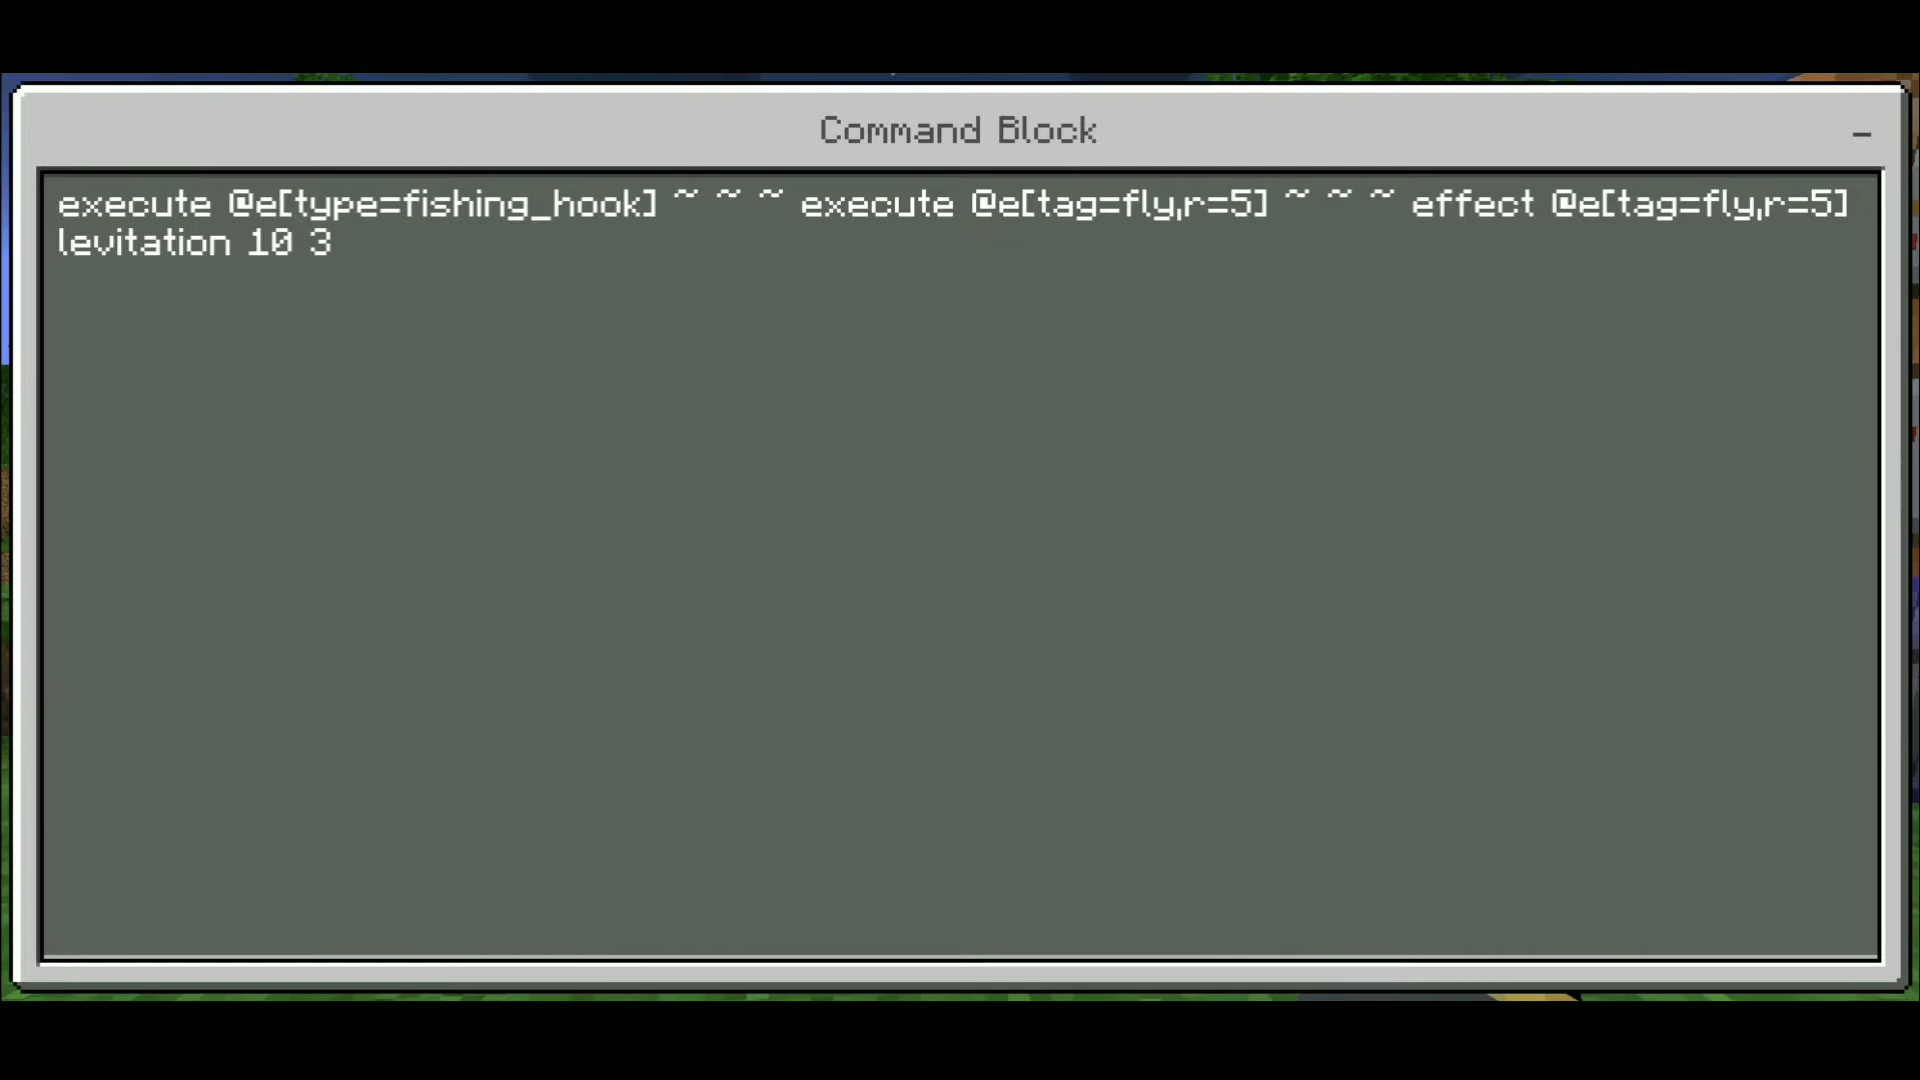 Command Block
execute @e[type=fishing_hook] ~ ~ ~ execute @e[tag=fly,r=5] ~ ~ ~ effect @e[tag=fly,r=5]
levitation 10 3